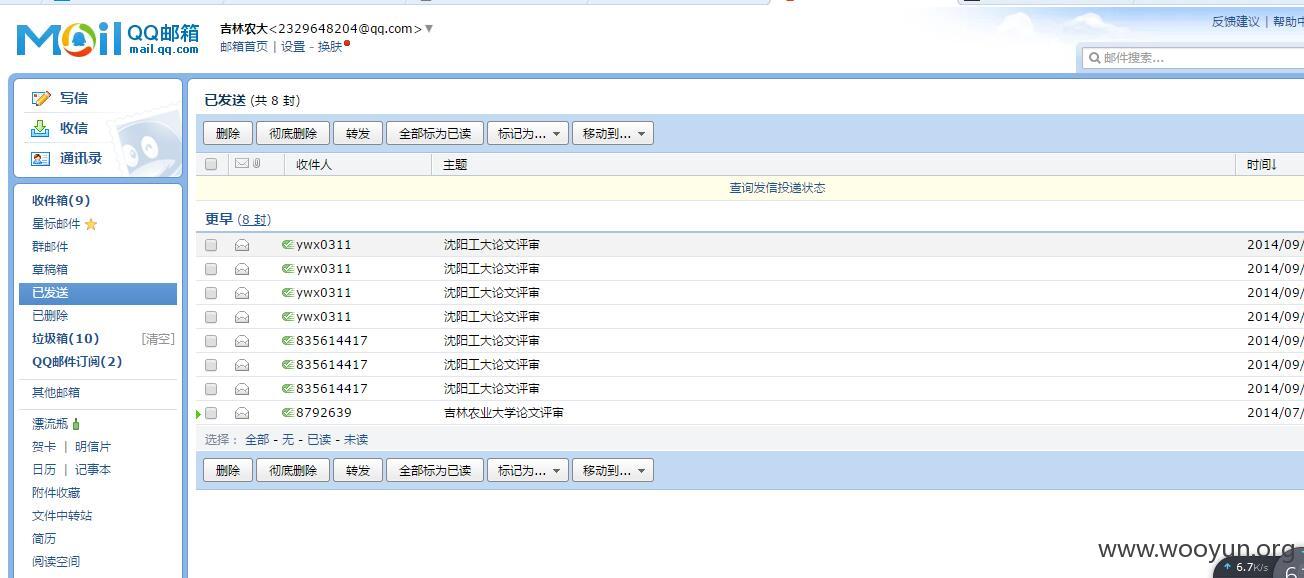 Mail QQ邮箱 mail.qq.com
吉林农大<2329648204@qq.com>
邮箱首页 | 设置 - 换肤
反馈建议 | 帮助中
邮件搜索...
写信
收信
通讯录
收件箱(9)
星标邮件
群邮件
草稿箱
已发送
已删除
垃圾箱(10) [清空]
QQ邮件订阅(2)
其他邮箱
漂流瓶
贺卡 | 明信片
日历 | 记事本
附件收藏
文件中转站
简历
阅读空间
已发送 (共 8 封)
删除 彻底删除 转发 全部标为已读 标记为... 移动到...
收件人 主题 时间↓
查询发信投递状态
更早 (8 封)
ywx0311 沈阳工大论文评审 2014/09/
ywx0311 沈阳工大论文评审 2014/09/
ywx0311 沈阳工大论文评审 2014/09/
ywx0311 沈阳工大论文评审 2014/09/
835614417 沈阳工大论文评审 2014/09/
835614417 沈阳工大论文评审 2014/09/
835614417 沈阳工大论文评审 2014/09/
8792639 吉林农业大学论文评审 2014/07/
选择: 全部 - 无 - 已读 - 未读
删除 彻底删除 转发 全部标为已读 标记为... 移动到...
www.wooyun.org
6.7K/s